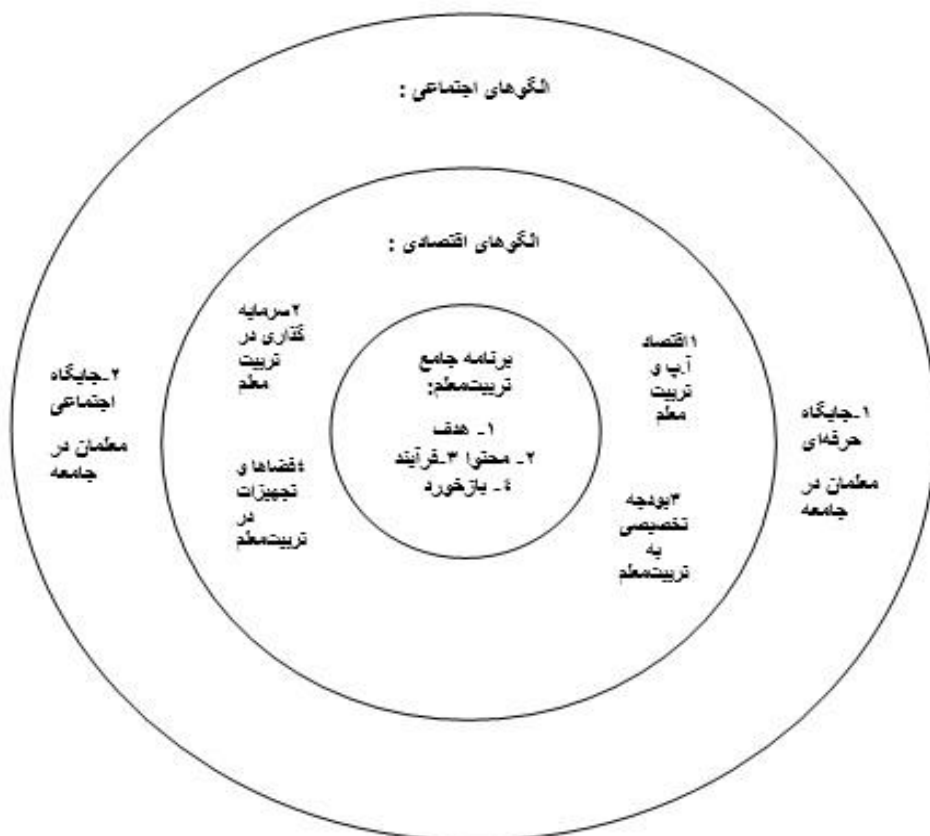 الگوهای اجتماعی :
الگوهای اقتصادی :
۱اقتصاد
آ.پ و
تربیت
معلم
۲سرمایه
گذاری در
تربیت
معلم
۳بودجه
تخصیصی
به
تربیت‌معلم
٤فضاها و
تجهیزات
در
تربیت‌معلم
برنامه جامع
تربیت‌معلم:
۱- هدف
۲- محتوا ۳-فرآیند
٤- بازخورد
۱-جایگاه
حرفه‌ای
معلمان در
جامعه
۲-جایگاه
اجتماعی
معلمان در
جامعه